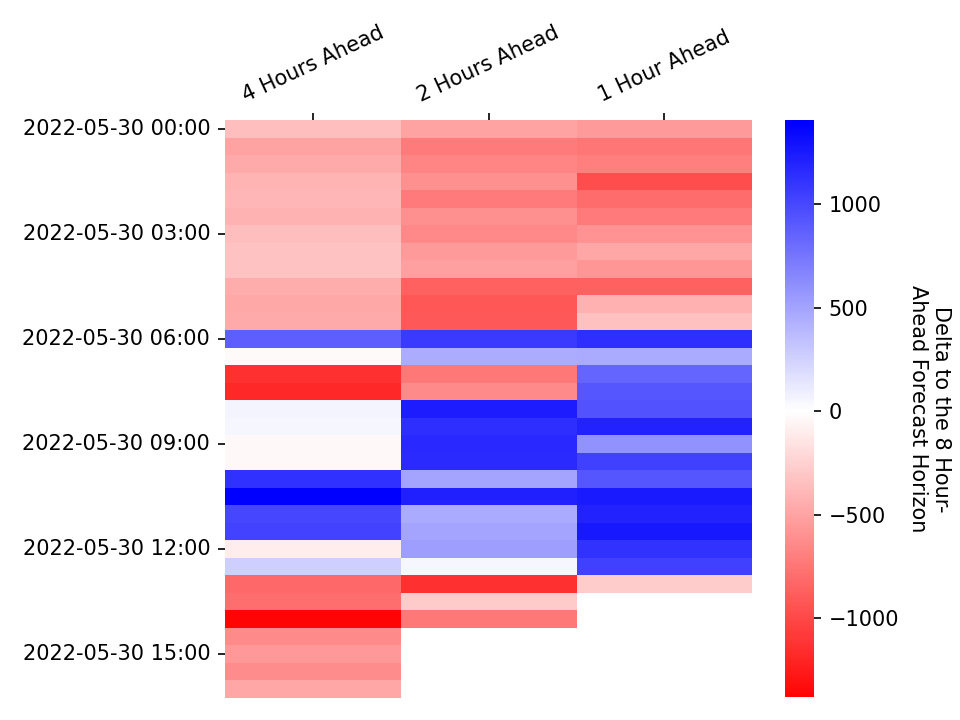 4 Hours Ahead
2 Hours Ahead
1 Hour Ahead
2022-05-30 00:00
2022-05-30 03:00
2022-05-30 06:00
2022-05-30 09:00
2022-05-30 12:00
2022-05-30 15:00
1000
500
0
−500
−1000
Delta to the 8 Hour-
Ahead Forecast Horizon